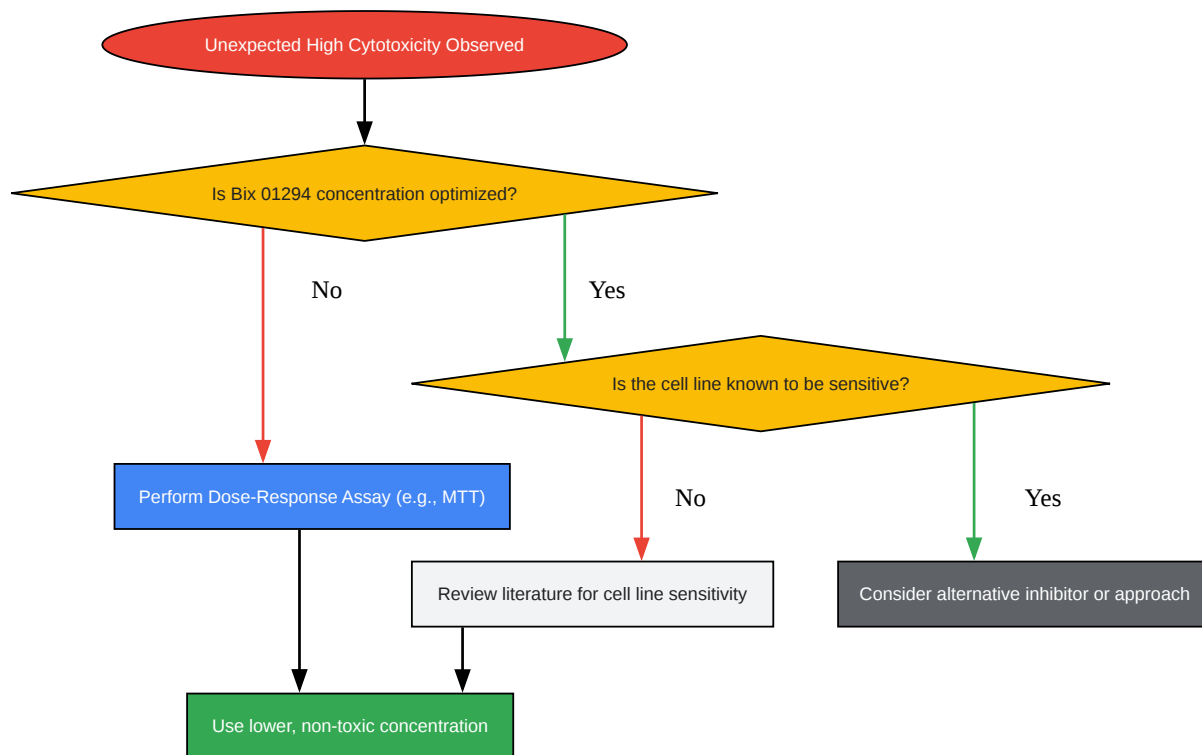 Unexpected High Cytotoxicity Observed
Is Bix 01294 concentration optimized?
No
Yes
Is the cell line known to be sensitive?
Perform Dose-Response Assay (e.g., MTT)
No
Yes
Review literature for cell line sensitivity
Consider alternative inhibitor or approach
Use lower, non-toxic concentration